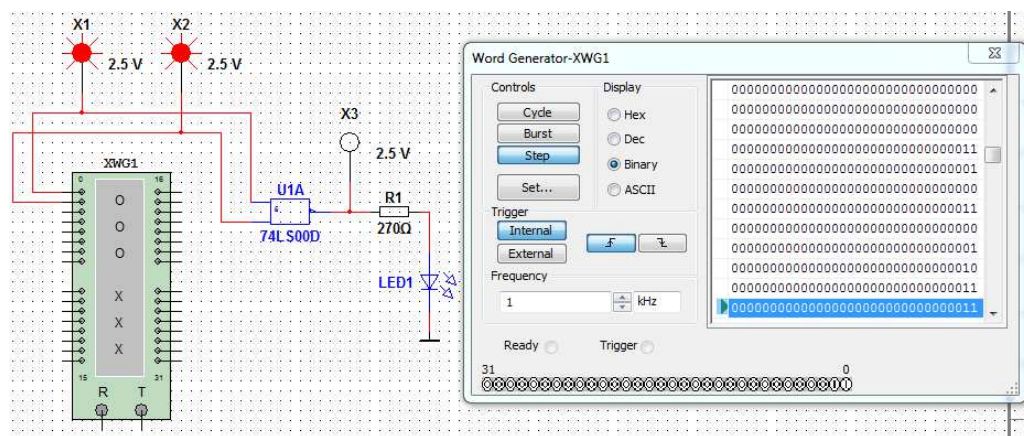 X1
X2
2.5 V
2.5 V
X3
2.5 V
XWG1
0
16
O
O
O
X
X
X
15
31
R
T
U1A
&
74LS00D
R1
270Ω
LED1
Word Generator-XWG1
Controls
Cycle
Burst
Step
Set...
Display
Hex
Dec
Binary
ASCII
Trigger
Internal
External
Frequency
1
kHz
Ready
Trigger
00000000000000000000000000000000
00000000000000000000000000000000
00000000000000000000000000000000
00000000000000000000000000000011
00000000000000000000000000000001
00000000000000000000000000000000
00000000000000000000000000000011
00000000000000000000000000000000
00000000000000000000000000000001
00000000000000000000000000000010
00000000000000000000000000000011
00000000000000000000000000000011
31
0